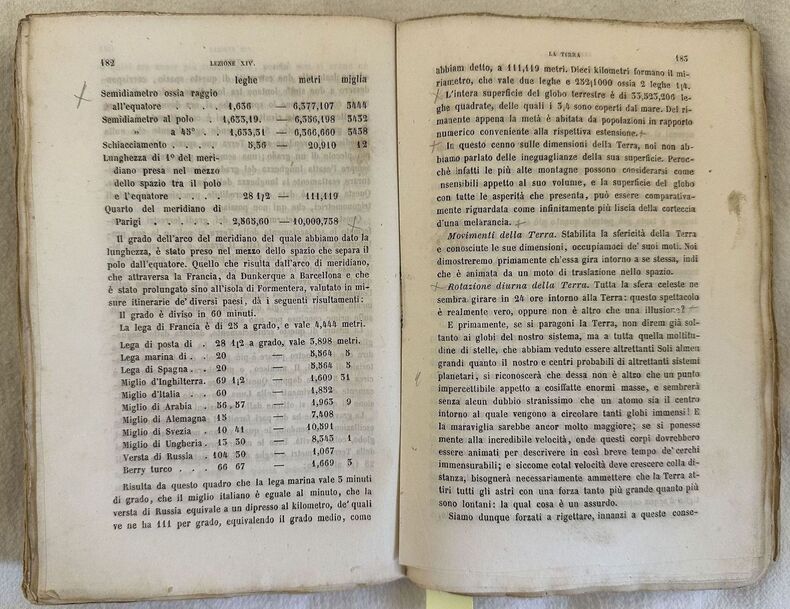 182 LEZIONE XIV.
leghe metri miglia
Semidiametro ossia raggio
all'equatore . . . . 1,636 — 6,377,107 3444
Semidiametro al polo . 1,633,19. — 6,356,198 3432
» a 45° . . 1,633,31 — 6,366,660 3438
Schiacciamento . . . . 5,36 — 20,910 12
Lunghezza di 1° del meri-
diano presa nel mezzo
dello spazio tra il polo
e l'equatore . . . . 28 1/2 — 111,119
Quarto del meridiano di
Parigi . . . . . . 2,865,60 — 10,000,738
Il grado dell'arco del meridiano del quale abbiamo dato la
lunghezza, è stato preso nel mezzo dello spazio che separa il
polo dall'equatore. Quello che risulta dall'arco di meridiano,
che attraversa la Francia, da Dunkerque a Barcellona e che
è stato prolungato sino all'isola di Formentera, valutato in mi-
sure itinerarie de' diversi paesi, dà i seguenti risultamenti:
Il grado è diviso in 60 minuti.
La lega di Francia è di 25 a grado, e vale 4,444 metri.
Lega di posta di . 28 1/2 a grado, vale 3,898 metri.
Lega marina di . . 20 — 5,564 5
Lega di Spagna . . 20 — 5,564 5
Miglio d'Inghilterra. 69 1/2 — 1,609 31
Miglio d'Italia . . 60 — 1,852
Miglio di Arabia . . 56,57 — 1,963 9
Miglio di Alemagna 15 — 7,408
Miglio di Svezia . . 10 41 — 10,591
Miglio di Ungheria . 13 30 — 8,343 1
Versta di Russia . 104 30 — 1,067
Berry turco . . . 66 67 — 1,669 3
Risulta da questo quadro che la lega marina vale 3 minuti
di grado, che il miglio italiano è eguale al minuto, che la
versta di Russia equivale a un dipresso al kilometro, de' quali
ve ne ha 111 per grado, equivalendo il grado medio, come
LA TERRA 183
abbiam detto, a 111,119 metri. Dieci kilometri formano il mi-
riametro, che vale due leghe e 252/1000 ossia 2 leghe 1/4.
L'intera superficie del globo terrestre è di 33,523,206 le-
ghe quadrate, delle quali i 3/4 sono coperti dal mare. Del ri-
manente appena la metà è abitata da popolazioni in rapporto
numerico conveniente alla rispettiva estensione.
In questo cenno sulle dimensioni della Terra, noi non ab-
biamo parlato delle ineguaglianze della sua superficie. Peroc-
chè infatti le più alte montagne possono considerarsi come
insensibili appetto al suo volume, e la superficie del globo
con tutte le asperità che presenta, può essere comparativa-
mente riguardata come infinitamente più liscia della corteccia
d'una melarancia.
Movimenti della Terra. Stabilita la sfericità della Terra
e conosciute le sue dimensioni, occupiamoci de' suoi moti. Noi
dimostreremo primamente ch'essa gira intorno a se stessa, indi
che è animata da un moto di traslazione nello spazio.
Rotazione diurna della Terra. Tutta la sfera celeste ne
sembra girare in 24 ore intorno alla Terra: questo spettacolo
è realmente vero, oppure non è altro che una illusione?
E primamente, se si paragoni la Terra, non direm già sol-
tanto ai globi del nostro sistema, ma a tutta quella moltitu-
dine di stelle, che abbiam veduto essere altrettanti Soli almen
grandi quanto il nostro e centri probabili di altrettanti sistemi
planetari, si riconoscerà che dessa non è altro che un punto
impercettibile appetto a cosiffatte enormi masse, e sembrerà
senza alcun dubbio stranissimo che un atomo sia il centro
intorno al quale vengono a circolare tanti globi immensi! E
la maraviglia sarebbe ancor molto maggiore; se si ponesse
mente alla incredibile velocità, onde questi corpi dovrebbero
essere animati per descrivere in così breve tempo de' cerchi
immensurabili; e siccome cotal velocità deve crescere colla di-
stanza, bisognerà necessariamente ammettere che la Terra at-
tiri tutti gli astri con una forza tanto più grande quanto più
sono lontani: la qual cosa è un assurdo.
Siamo dunque forzati a rigettare, innanzi a queste conse-